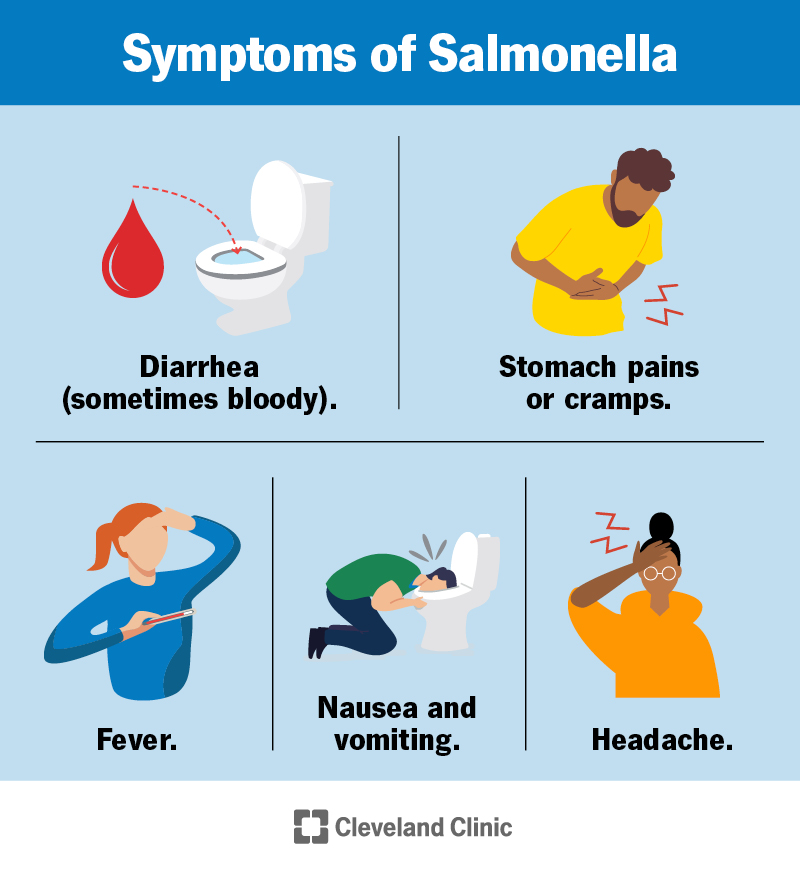 Symptoms of Salmonella
Diarrhea
(sometimes bloody).
Stomach pains
or cramps.
Fever.
Nausea and
vomiting.
Headache.
Cleveland Clinic